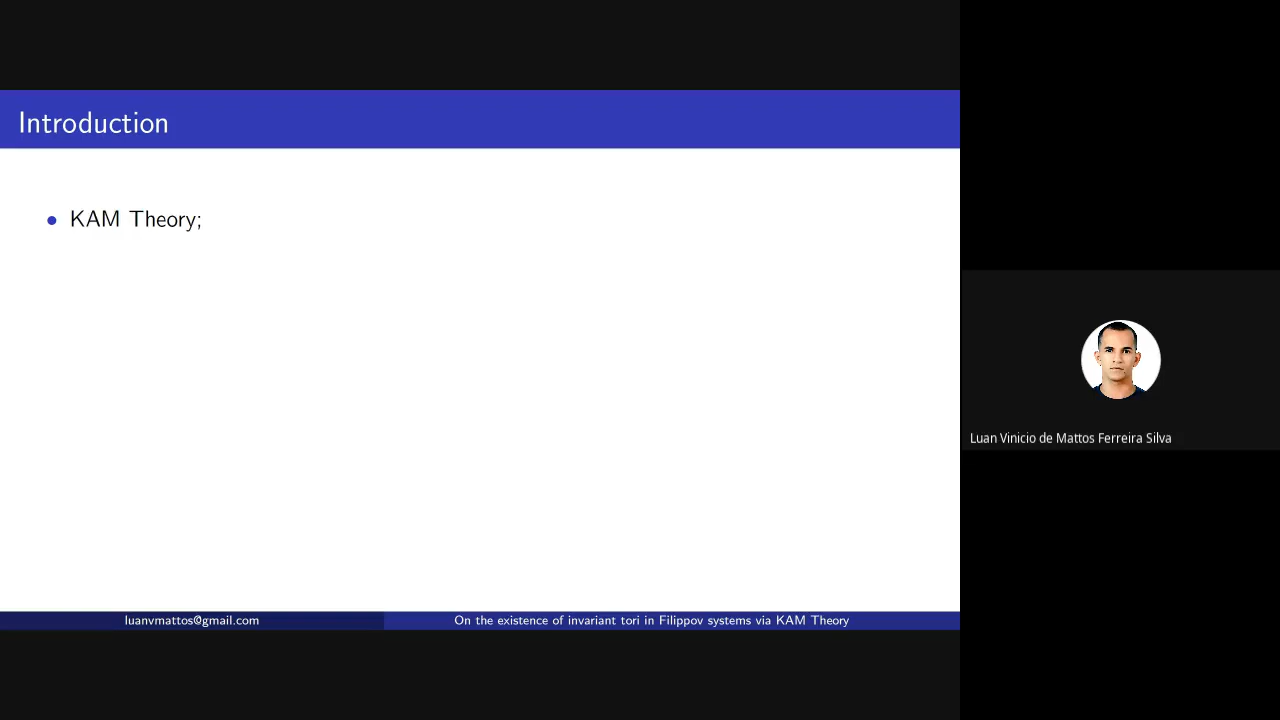 Introduction
KAM Theory;
Luan Vinicio de Mattos Ferreira Silva
luanvmattos@gmail.com
On the existence of invariant tori in Filippov systems via KAM Theory